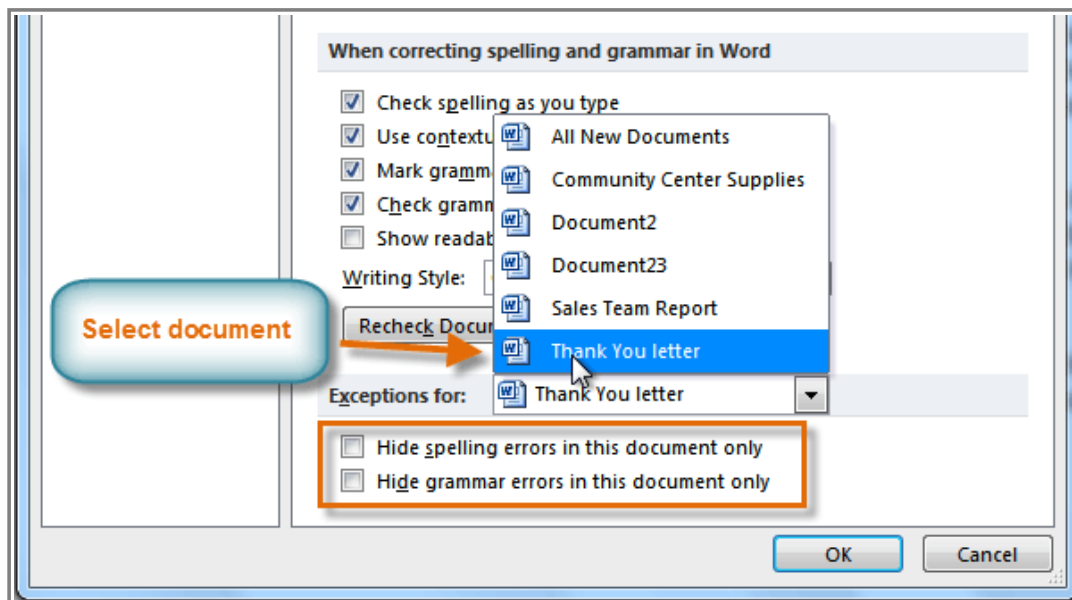 When correcting spelling and grammar in Word
Check spelling as you type
Use contextu
Mark gramm
Check gramm
Show readab
Writing Style:
Recheck Docu
All New Documents
Community Center Supplies
Document2
Document23
Sales Team Report
Thank You letter
Select document
Exceptions for: Thank You letter
Hide spelling errors in this document only
Hide grammar errors in this document only
OK Cancel